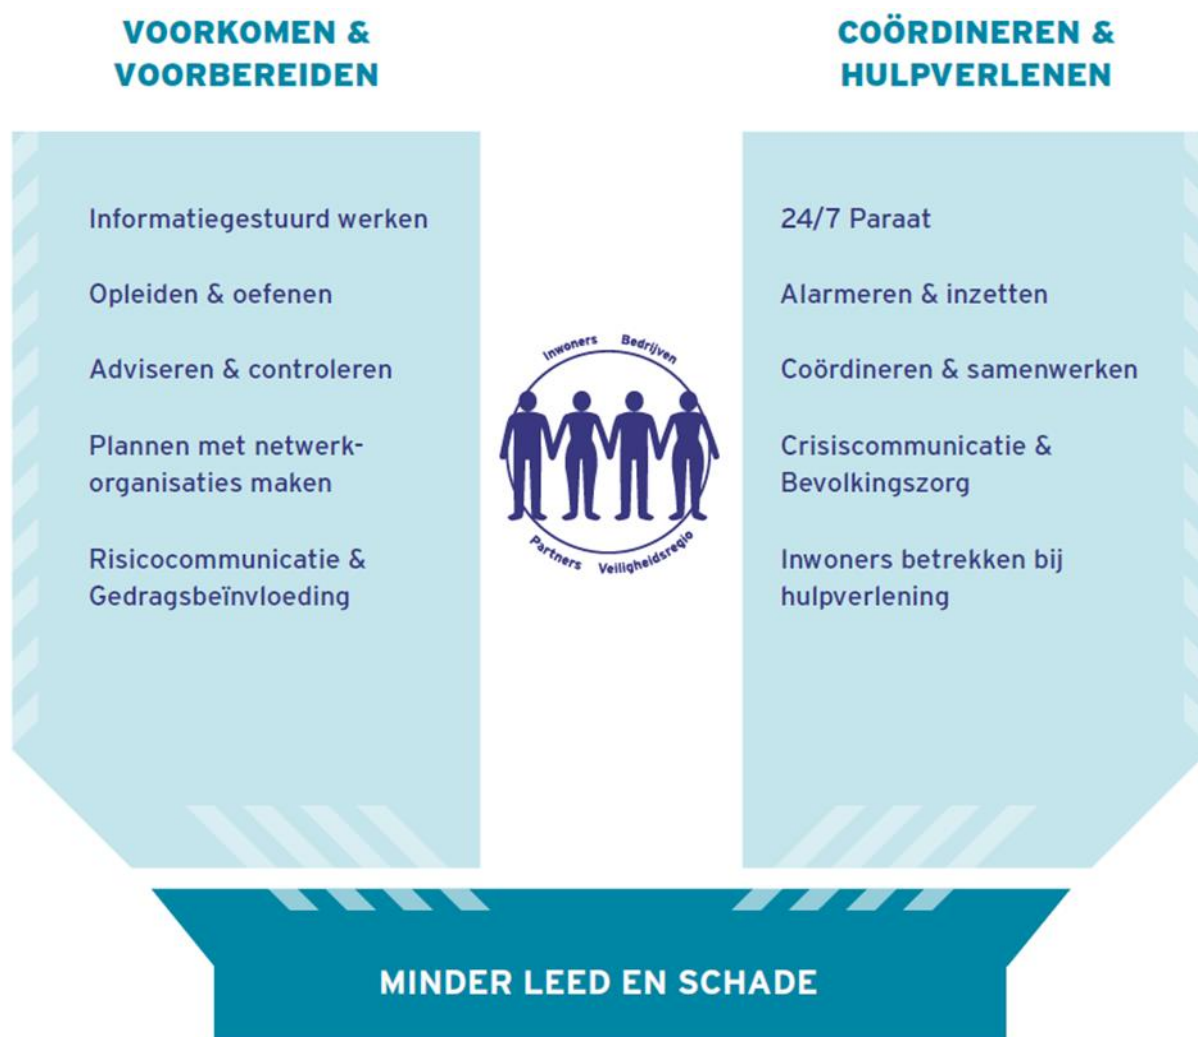 VOORKOMEN &
VOORBEREIDEN
Informatiegestuurd werken
Opleiden & oefenen
Adviseren & controleren
Plannen met netwerk-
organisaties maken
Risicocommunicatie &
Gedragsbeïnvloeding
Inwoners Bedrijven
Partners Veiligheidsregio
COÖRDINEREN &
HULPVERLENEN
24/7 Paraat
Alarmeren & inzetten
Coördineren & samenwerken
Crisiscommunicatie &
Bevolkingszorg
Inwoners betrekken bij
hulpverlening
MINDER LEED EN SCHADE